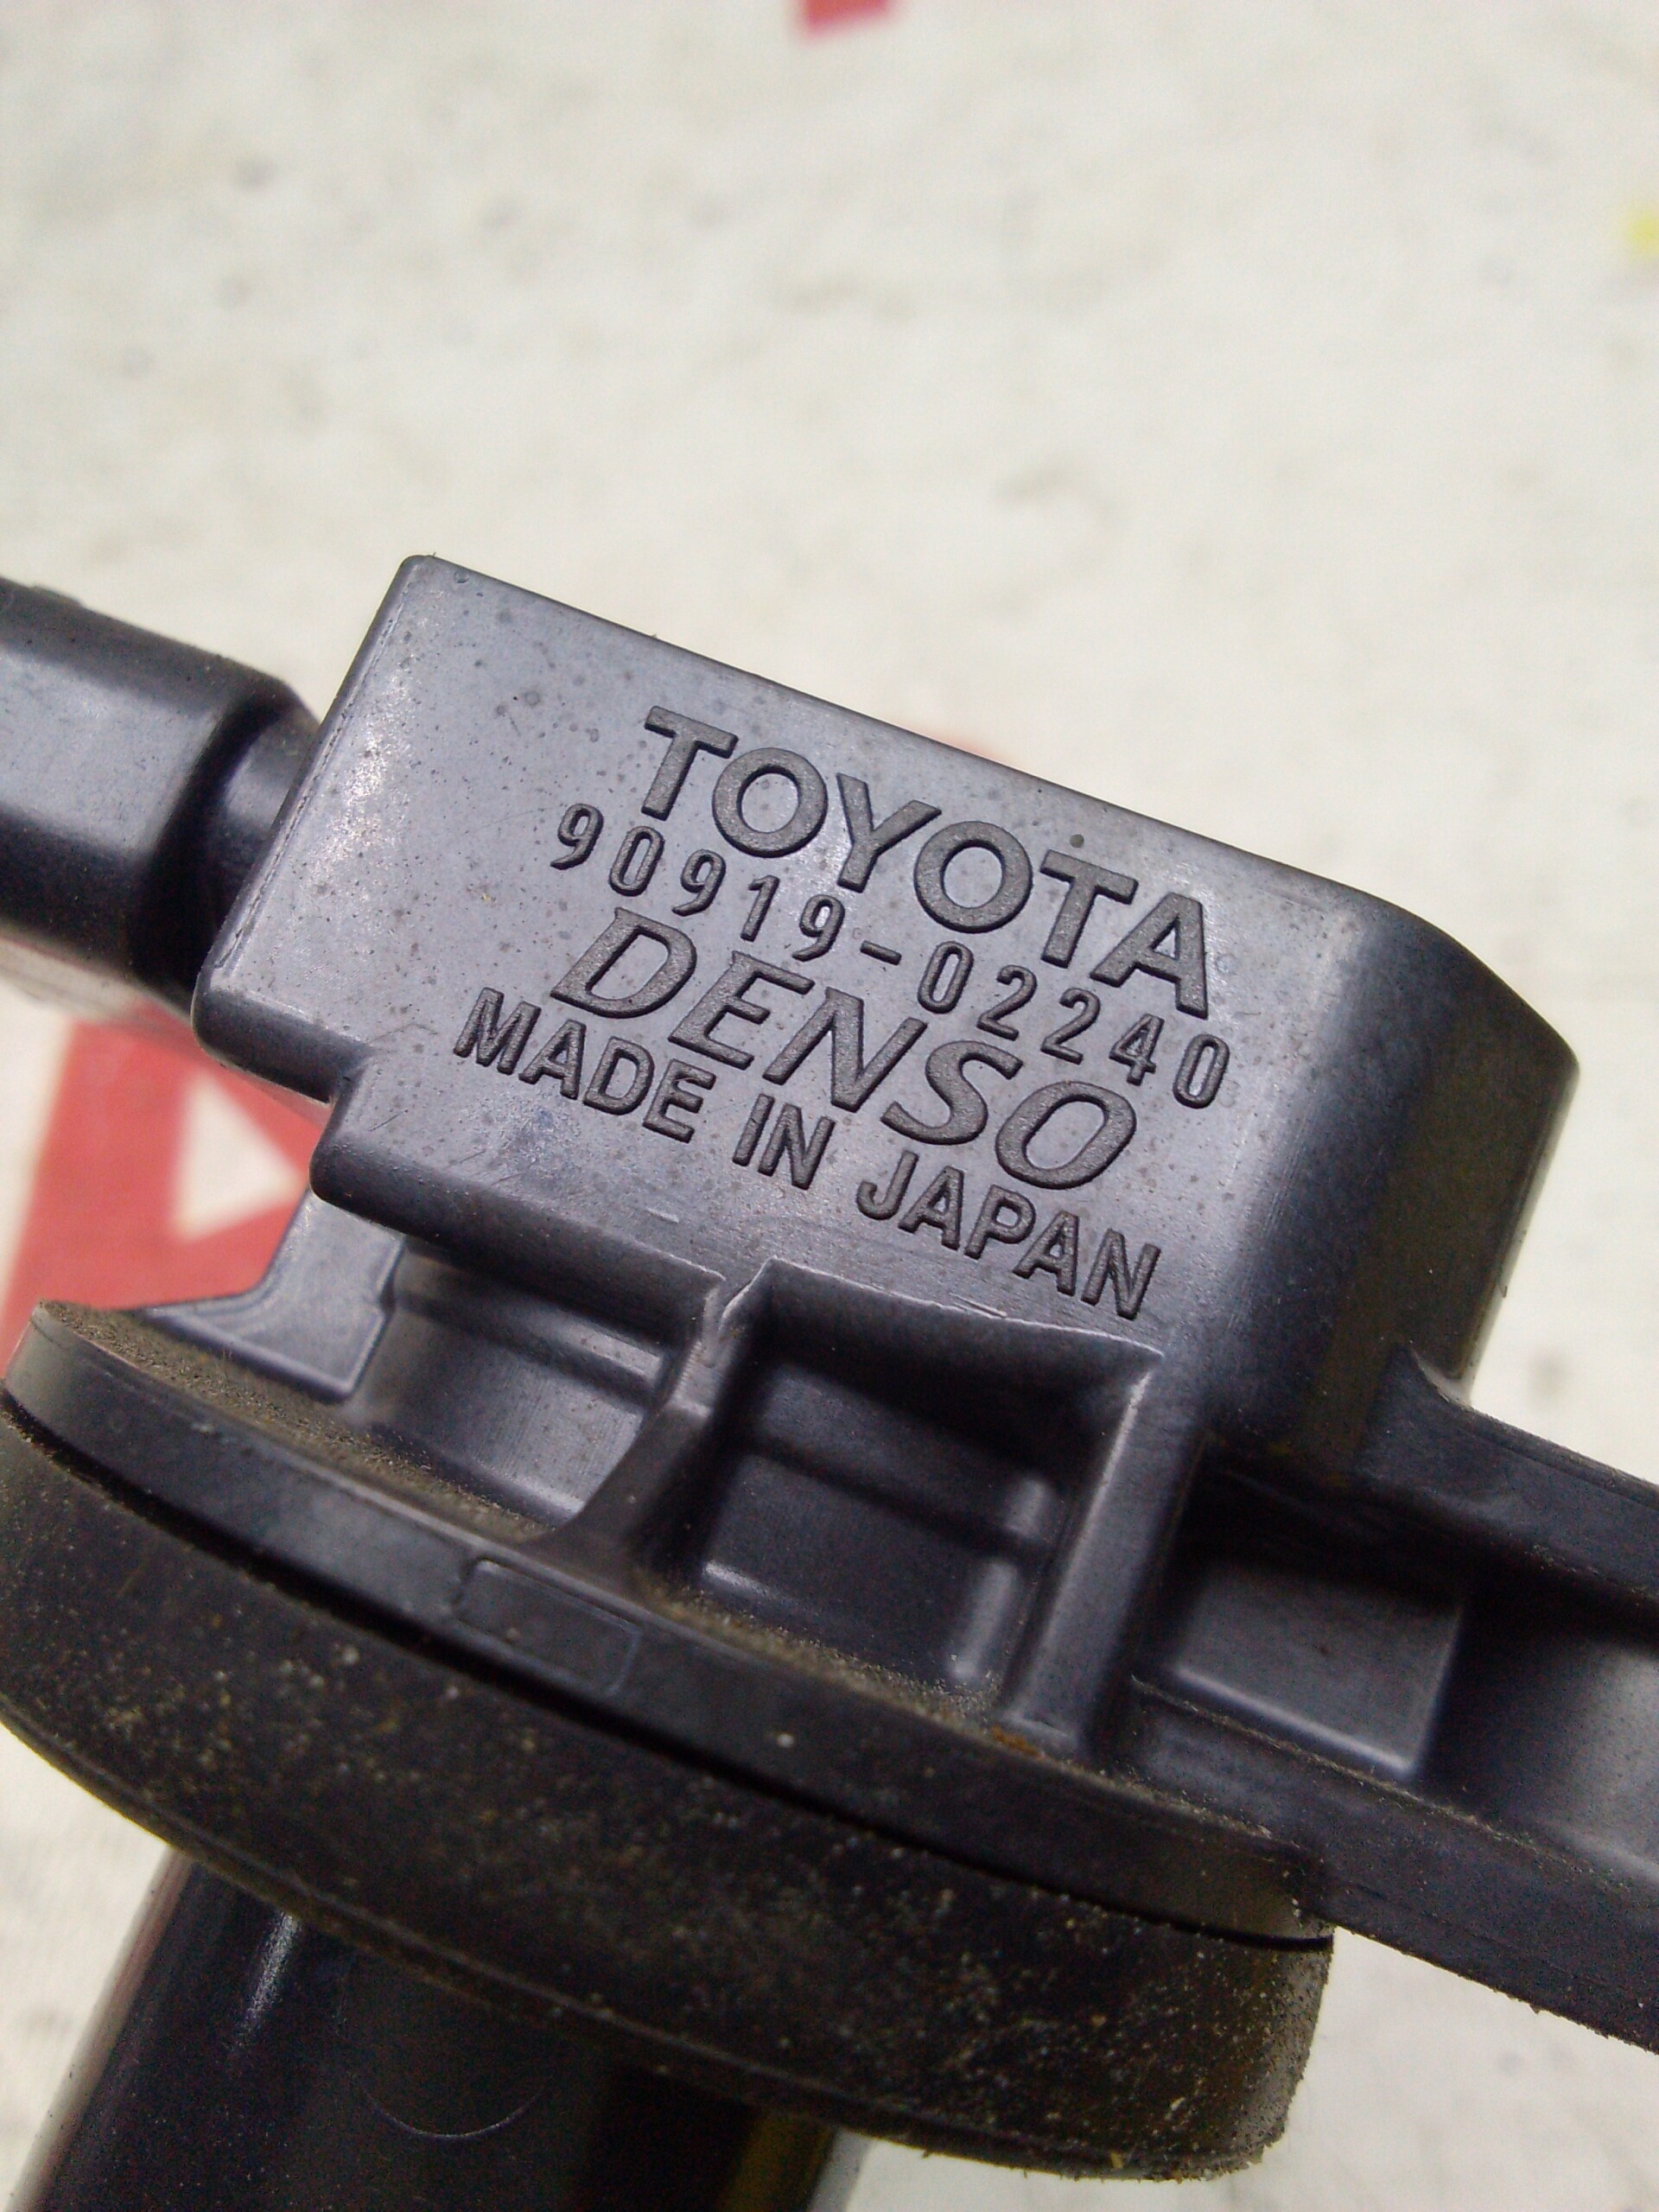 TOYOTA
90919-02240
DENSO
MADE IN JAPAN